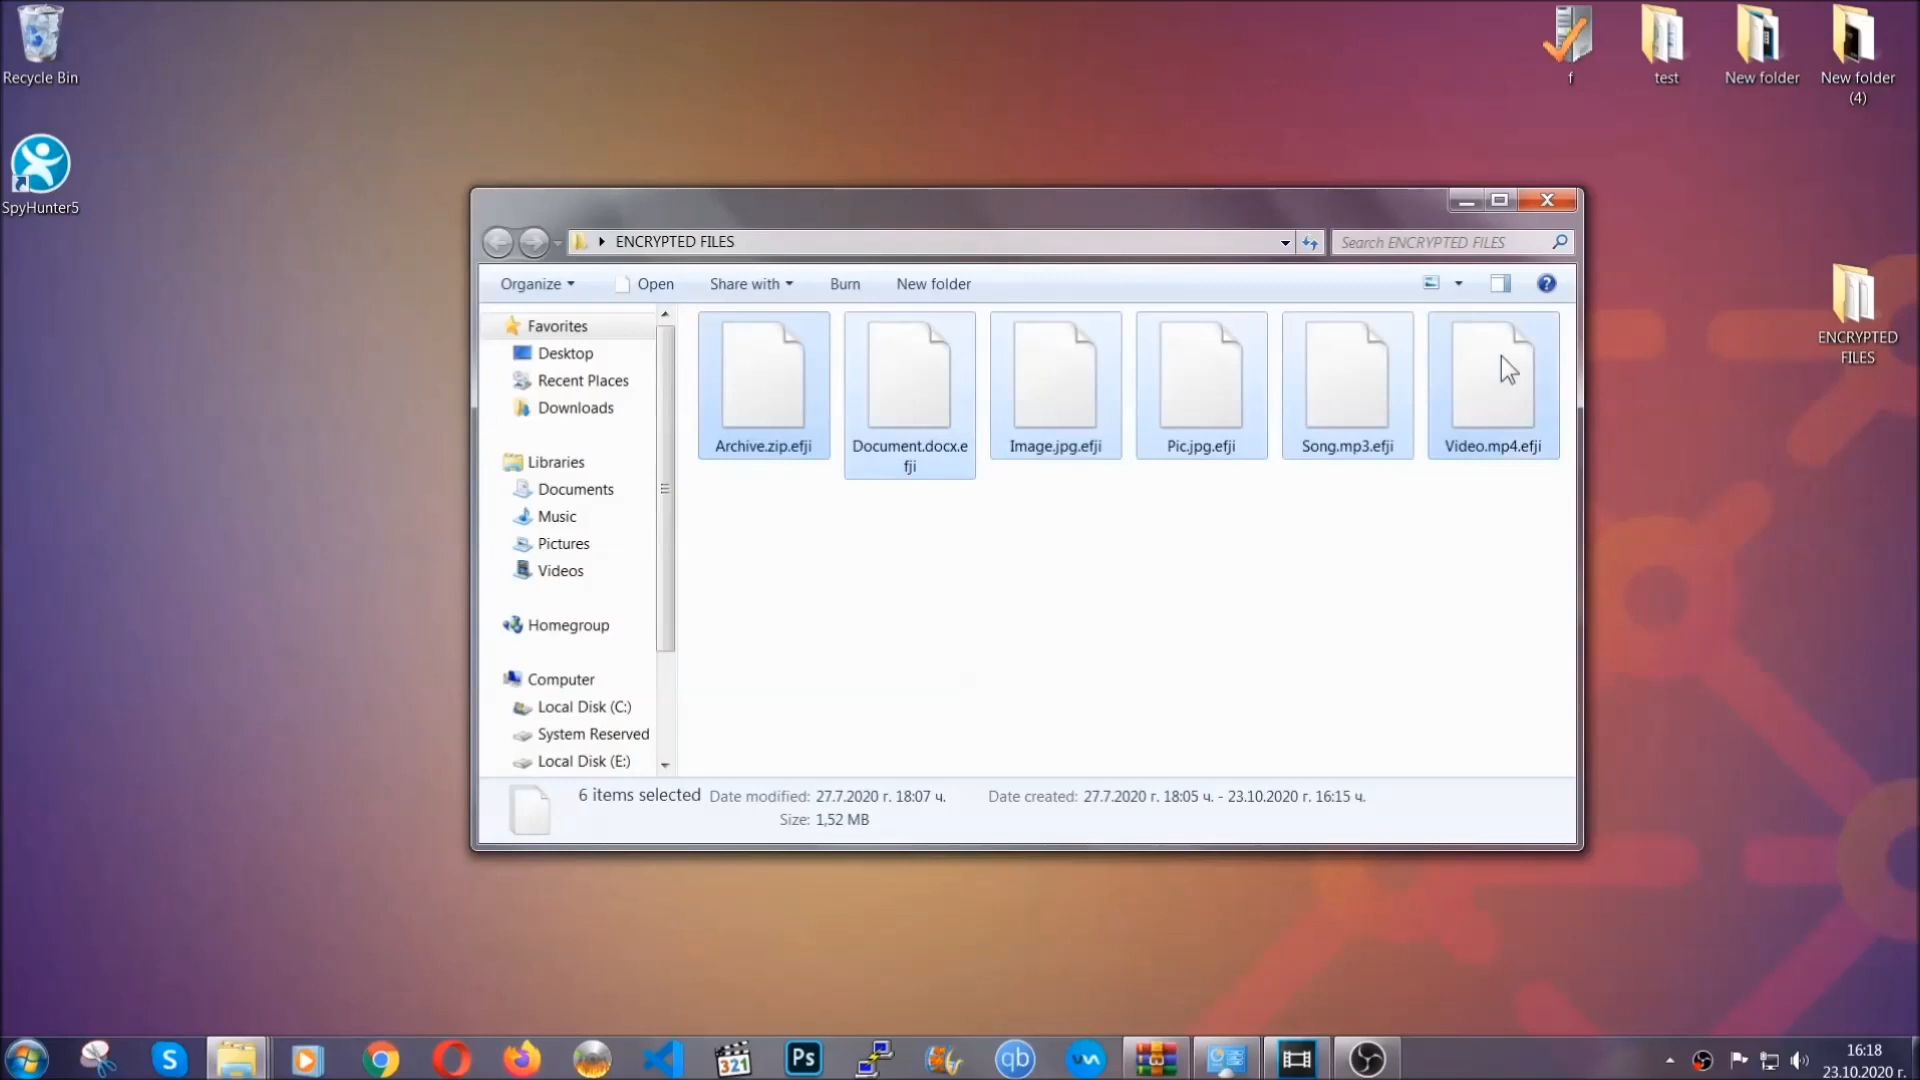 Recycle Bin
SpyHunter5
f
test
New folder
New folder
(4)
ENCRYPTED
FILES
ENCRYPTED FILES
Search ENCRYPTED FILES
Organize
Open
Share with
Burn
New folder
Favorites
Desktop
Recent Places
Downloads
Libraries
Documents
Music
Pictures
Videos
Homegroup
Computer
Local Disk (C:)
System Reserved
Local Disk (E:)
Archive.zip.efji
Document.docx.e
fji
Image.jpg.efji
Pic.jpg.efji
Song.mp3.efji
Video.mp4.efji
6 items selected Date modified: 27.7.2020 г. 18:07 ч. Date created: 27.7.2020 г. 18:05 ч. - 23.10.2020 г. 16:15 ч.
Size: 1,52 MB
S
321
Ps
qb
16:18
23.10.2020 г.